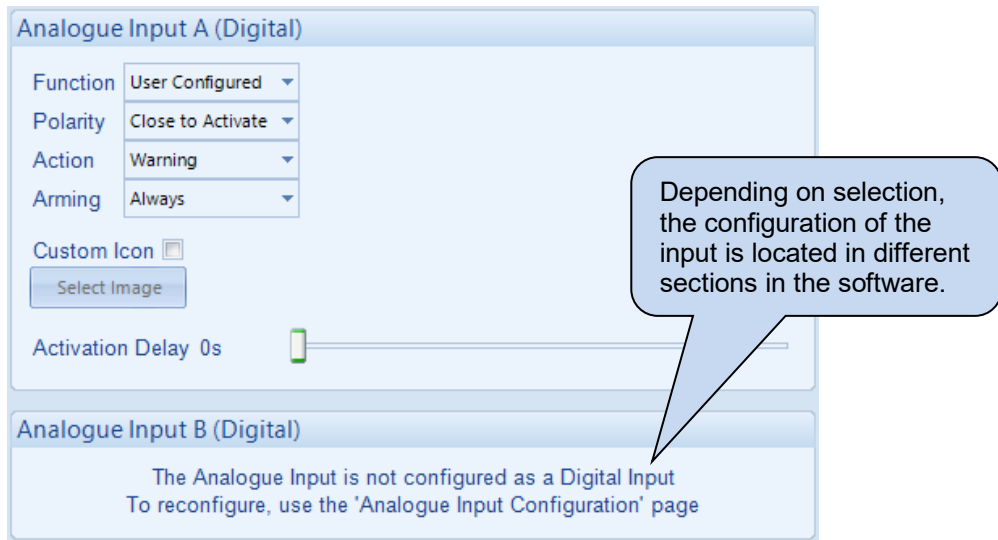 Analogue Input A (Digital)
Function User Configured
Polarity Close to Activate
Action Warning
Arming Always
Custom Icon
Select Image
Activation Delay 0s
Depending on selection,
the configuration of the
input is located in different
sections in the software.
Analogue Input B (Digital)
The Analogue Input is not configured as a Digital Input
To reconfigure, use the 'Analogue Input Configuration' page